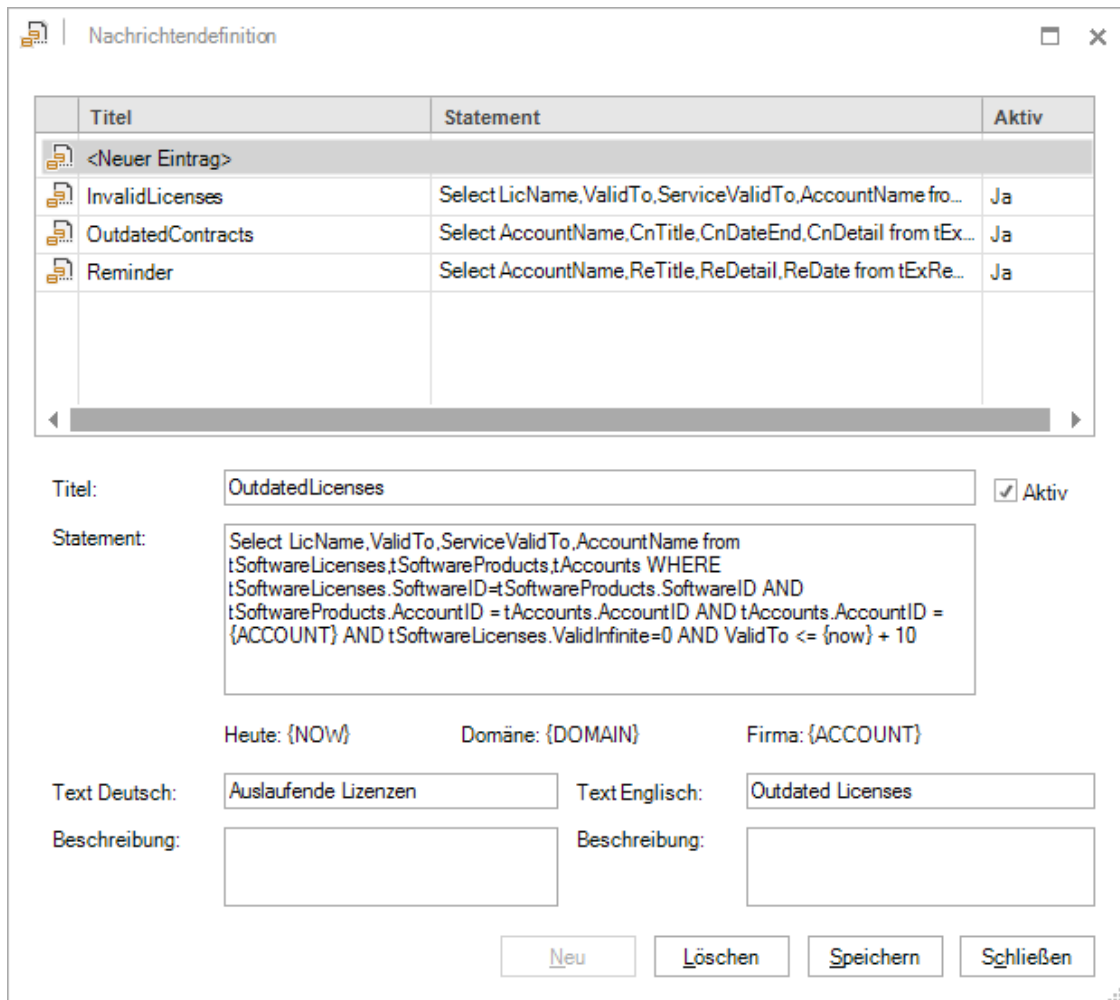 Nachrichtendefinition
Titel Statement Aktiv
<Neuer Eintrag>
InvalidLicenses Select LicName,ValidTo,ServiceValidTo,AccountName fro... Ja
OutdatedContracts Select AccountName,CnTitle,CnDateEnd,CnDetail from tEx... Ja
Reminder Select AccountName,ReTitle,ReDetail,ReDate from tExRe... Ja
Titel: OutdatedLicenses Aktiv
Statement: Select LicName,ValidTo,ServiceValidTo,AccountName from
tSoftwareLicenses,tSoftwareProducts,tAccounts WHERE
tSoftwareLicenses.SoftwareID=tSoftwareProducts.SoftwareID AND
tSoftwareProducts.AccountID = tAccounts.AccountID AND tAccounts.AccountID =
{ACCOUNT} AND tSoftwareLicenses.ValidInfinite=0 AND ValidTo <= {now} + 10
Heute: {NOW} Domäne: {DOMAIN} Firma: {ACCOUNT}
Text Deutsch: Auslaufende Lizenzen Text Englisch: Outdated Licenses
Beschreibung: Beschreibung:
Neu Löschen Speichern Schließen